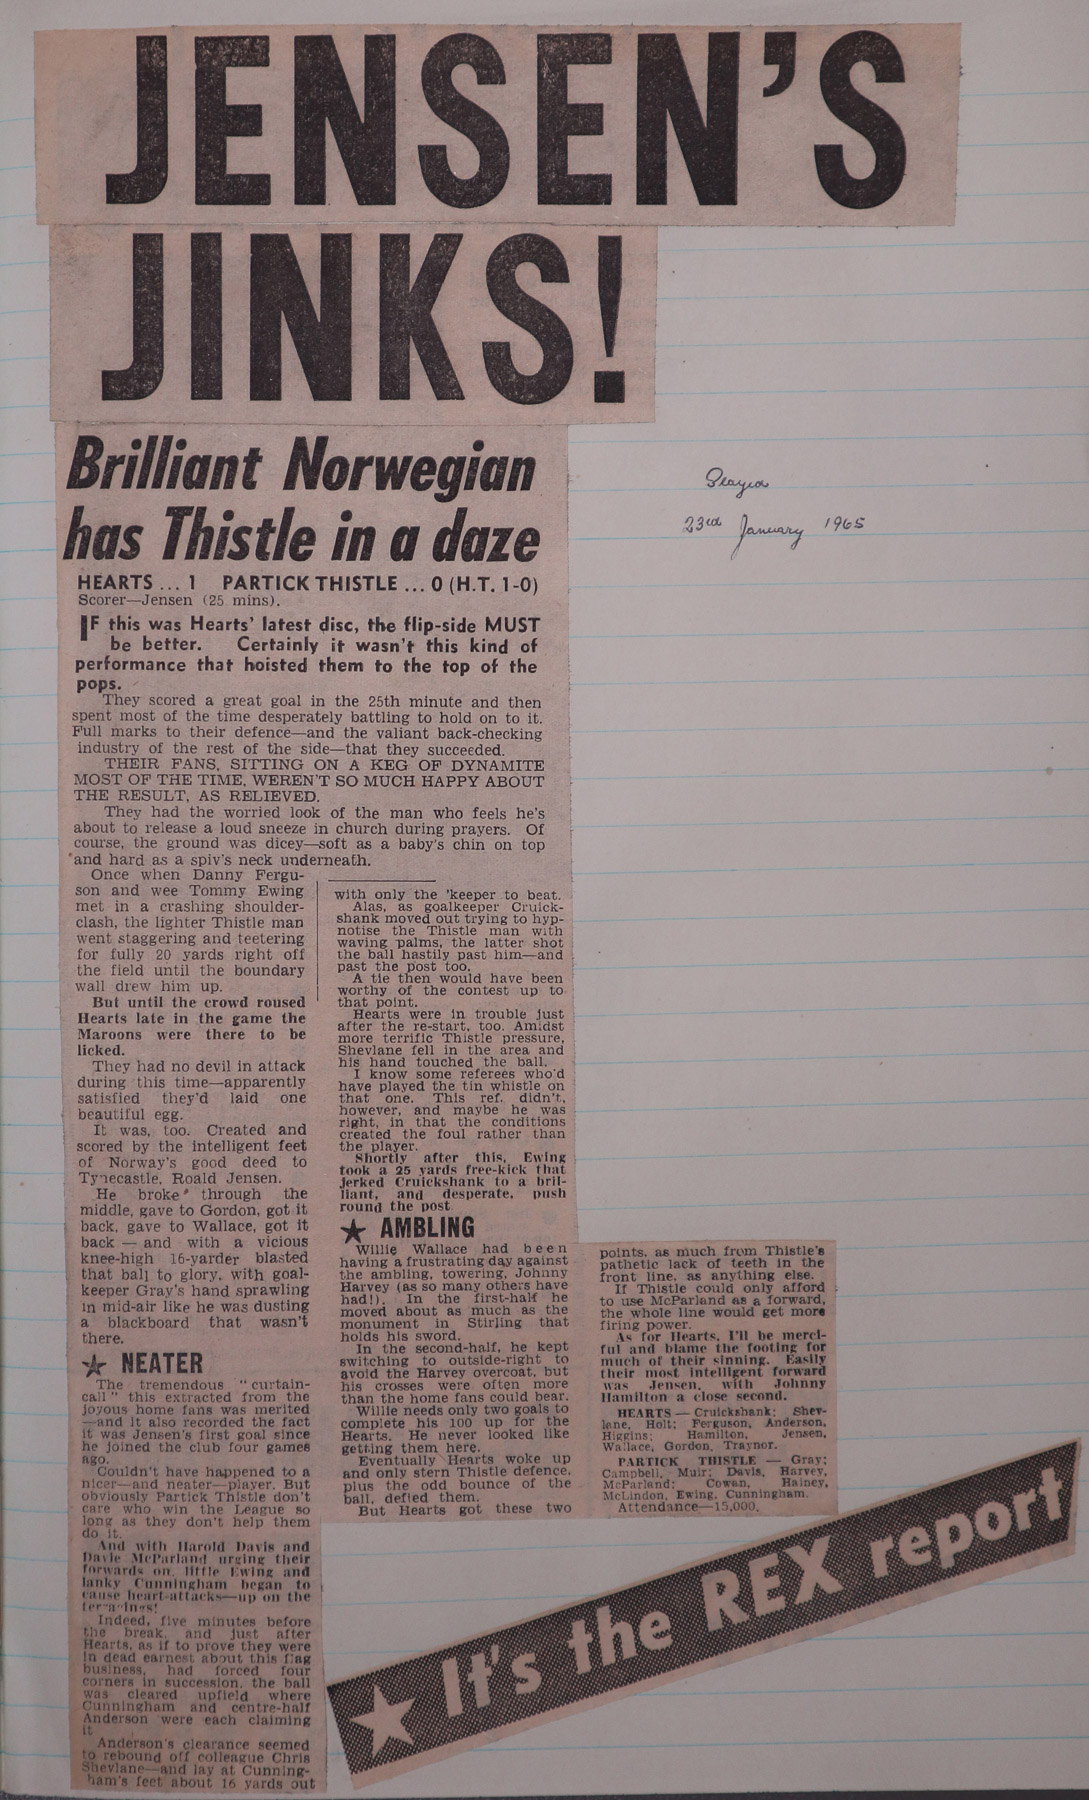 JENSEN'S
JINKS!
Brilliant Norwegian
has Thistle in a daze
HEARTS ... 1 PARTICK THISTLE ... 0 (H.T. 1-0)
Scorer—Jensen (25 mins).
IF this was Hearts' latest disc, the flip-side MUST
be better. Certainly it wasn't this kind of
performance that hoisted them to the top of the
pops.
They scored a great goal in the 25th minute and then
spent most of the time desperately battling to hold on to it.
Full marks to their defence—and the valiant back-checking
industry of the rest of the side—that they succeeded.
THEIR FANS, SITTING ON A KEG OF DYNAMITE
MOST OF THE TIME, WEREN'T SO MUCH HAPPY ABOUT
THE RESULT, AS RELIEVED.
They had the worried look of the man who feels he's
about to release a loud sneeze in church during prayers. Of
course, the ground was dicey—soft as a baby's chin on top
and hard as a spiv's neck underneath.
Once when Danny Fergu-
son and wee Tommy Ewing
met in a crashing shoulder-
clash, the lighter Thistle man
went staggering and teetering
for fully 20 yards right off
the field until the boundary
wall drew him up.
But until the crowd roused
Hearts late in the game the
Maroons were there to be
licked.
They had no devil in attack
during this time—apparently
satisfied they'd laid one
beautiful egg.
It was, too. Created and
scored by the intelligent feet
of Norway's good deed to
Tynecastle, Roald Jensen.
He broke through the
middle, gave to Gordon, got it
back, gave to Wallace, got it
back — and with a vicious
knee-high 16-yarder blasted
that ball to glory, with goal-
keeper Gray's hand sprawling
in mid-air like he was dusting
a blackboard that wasn't
there.
★ NEATER
The tremendous "curtain-
call" this extracted from the
joyous home fans was merited
—and it also recorded the fact
it was Jensen's first goal since
he joined the club four games
ago.
Couldn't have happened to a
nicer—and neater—player. But
obviously Partick Thistle don't
care who win the League so
long as they don't help them
do it.
And with Harold Davis and
Davie McParland urging their
forwards on, little Ewing and
lanky Cunningham began to
cause heart-attacks—up on the
terracings!
Indeed, five minutes before
the break, and just after
Hearts, as if to prove they were
in dead earnest about this flag
business, had forced four
corners in succession, the ball
was cleared upfield where
Cunningham and centre-half
Anderson were each claiming
it
Anderson's clearance seemed
to rebound off colleague Chris
Shevlane—and lay at Cunning-
ham's feet about 16 yards out
with only the 'keeper to beat.
Alas, as goalkeeper Cruick-
shank moved out trying to hyp-
notise the Thistle man with
waving palms, the latter shot
the ball hastily past him—and
past the post too.
A tie then would have been
worthy of the contest up to
that point.
Hearts were in trouble just
after the re-start, too. Amidst
more terrific Thistle pressure,
Shevlane fell in the area and
his hand touched the ball.
I know some referees who'd
have played the tin whistle on
that one. This ref. didn't,
however, and maybe he was
right, in that the conditions
created the foul rather than
the player.
Shortly after this, Ewing
took a 25 yards free-kick that
jerked Cruickshank to a bril-
liant, and desperate, push
round the post.
★ AMBLING
Willie Wallace had been
having a frustrating day against
the ambling, towering, Johnny
Harvey (as so many others have
had!). In the first-half he
moved about as much as the
monument in Stirling that
holds his sword.
In the second-half, he kept
switching to outside-right to
avoid the Harvey overcoat, but
his crosses were often more
than the home fans could bear.
Willie needs only two goals to
complete his 100 up for the
Hearts. He never looked like
getting them here.
Eventually Hearts woke up
and only stern Thistle defence,
plus the odd bounce of the
ball, defied them.
But Hearts got these two
points, as much from Thistle's
pathetic lack of teeth in the
front line, as anything else.
If Thistle could only afford
to use McParland as a forward,
the whole line would get more
firing power.
As for Hearts, I'll be merci-
ful and blame the footing for
much of their sinning. Easily
their most intelligent forward
was Jensen, with Johnny
Hamilton a close second.
HEARTS — Cruickshank; Shev-
lane, Holt; Ferguson, Anderson,
Higgins; Hamilton, Jensen,
Wallace, Gordon, Traynor.
PARTICK THISTLE — Gray;
Campbell, Muir; Davis, Harvey,
McParland; Cowan, Hainey,
McLindon, Ewing, Cunningham.
Attendance—15,000.
★ It's the REX report
Played
23rd January 1965